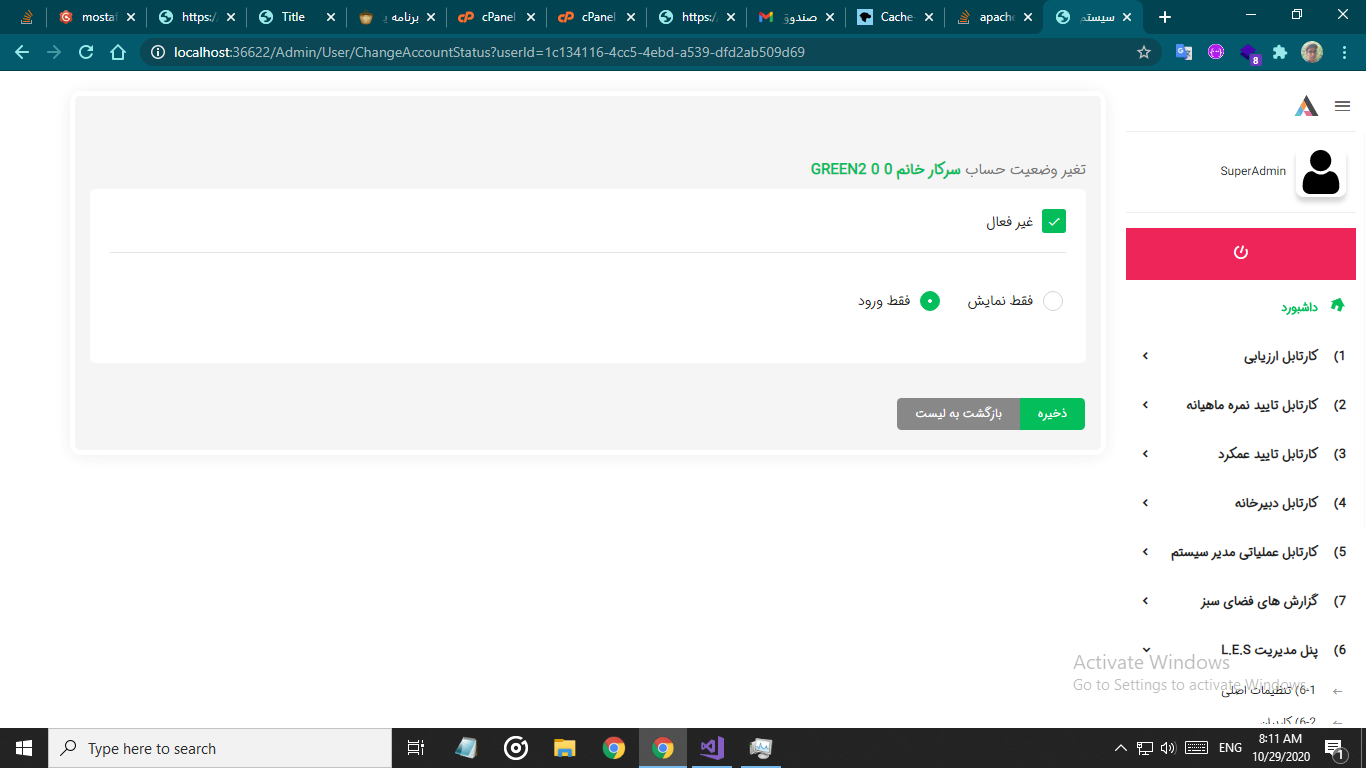 mostaf
https:/
Title
برنامه ی
cPanel
cPanel
https:/
صندوق
Cache-
apache
سیستم
localhost:36622/Admin/User/ChangeAccountStatus?userId=1c134116-4cc5-4ebd-a539-dfd2ab509d69
8
SuperAdmin
داشبورد
1) کارتابل ارزیابی
2) کارتابل تایید نمره ماهیانه
3) کارتابل تایید عمکرد
4) کارتابل دبیرخانه
5) کارتابل عملیاتی مدیر سیستم
7) گزارش های فضای سبز
6) پنل مدیریت L.E.S
6-1) تنظیمات اصلی
6-2) کاربران
تغیر وضعیت حساب سرکار خانم GREEN2 0 0
غیر فعال
فقط نمایش
فقط ورود
ذخیره
بازگشت به لیست
Activate Windows
Go to Settings to activate Windows.
Type here to search
ENG
8:11 AM
10/29/2020
1